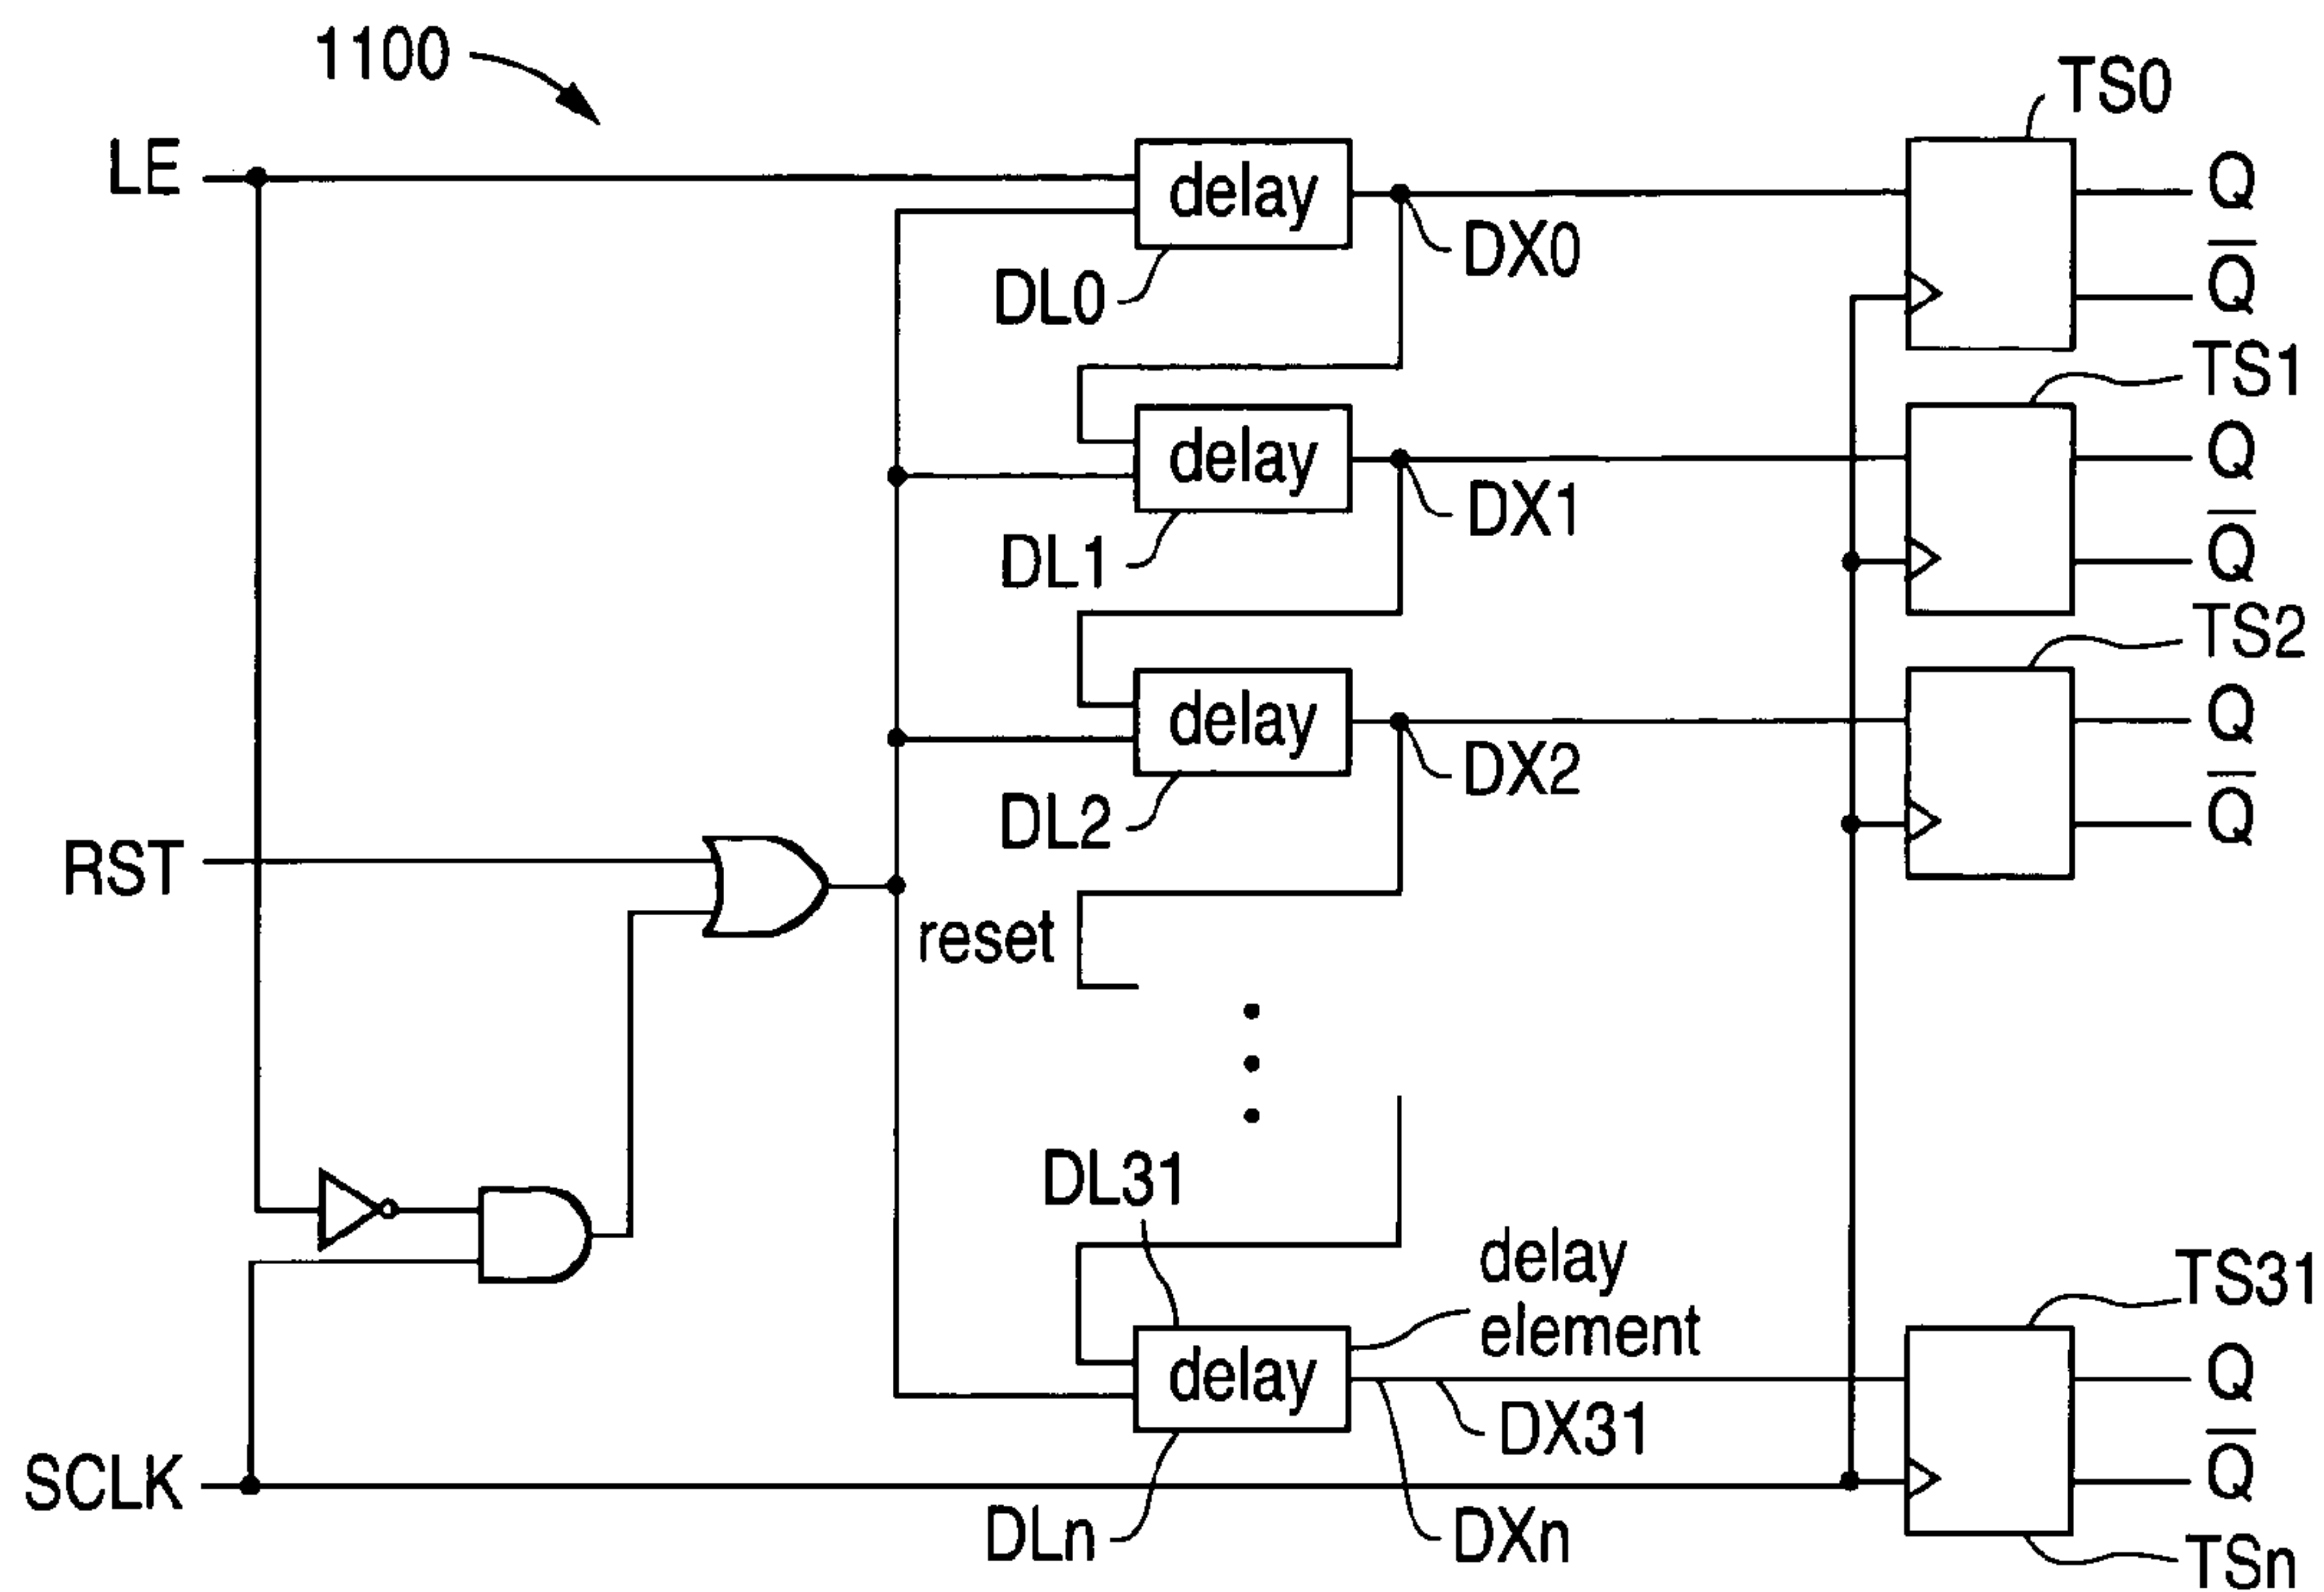 1100
TS0
LE
delay
Q
DX0
Q
DL0
TS1
delay
Q
DX1
Q
DL1
TS2
delay
Q
DX2
Q
DL2
RST
reset
DL31
delay
element
TS31
delay
Q
DX31
Q
SCLK
DLn
DXn
TSn